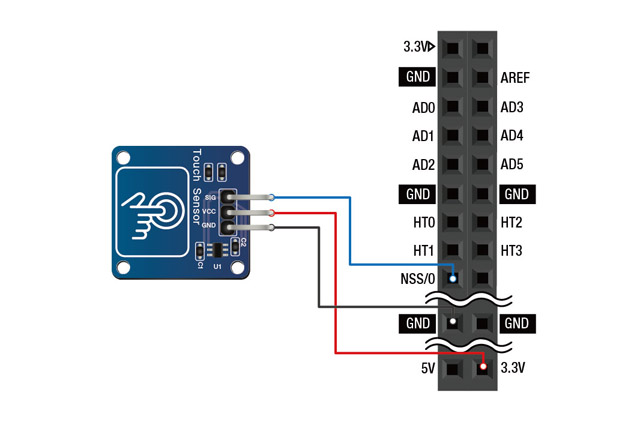 Touch Sensor
SIG
VCC
GND
C1
U1
C2
3.3V
GND AREF
AD0 AD3
AD1 AD4
AD2 AD5
GND GND
HT0 HT2
HT1 HT3
NSS/0
GND GND
5V 3.3V